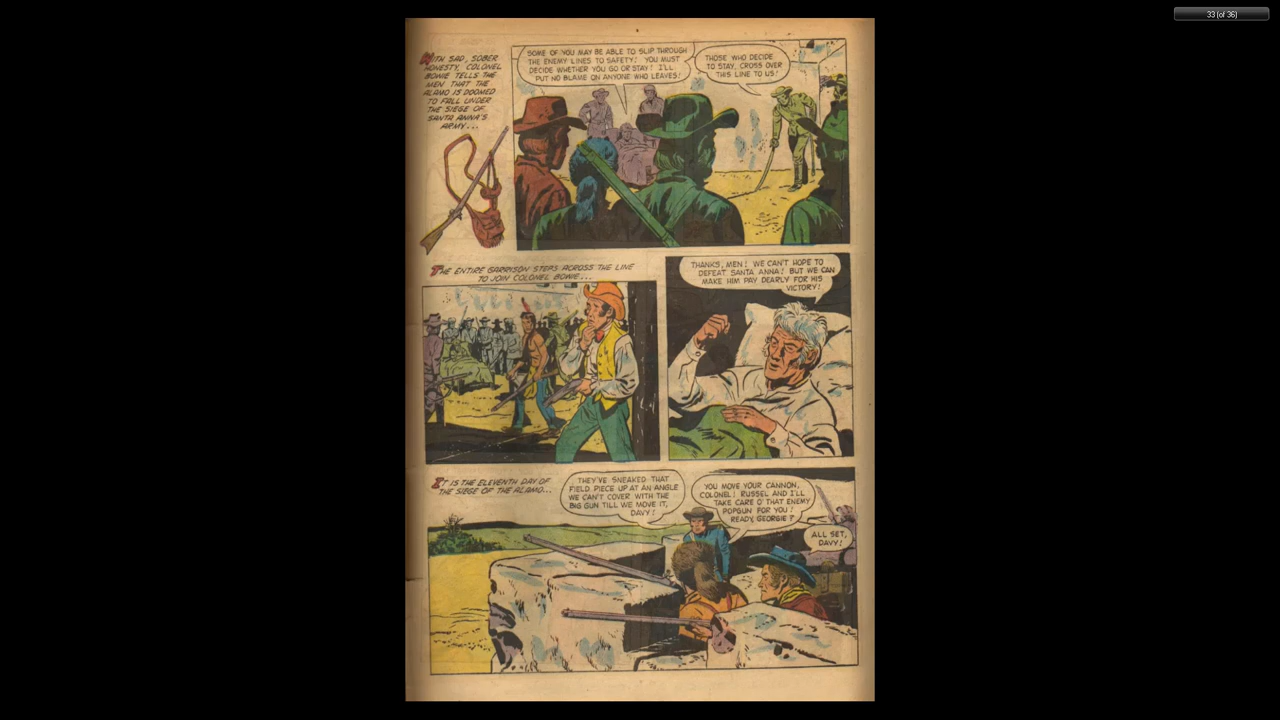 33 (of 36)
WITH SAD, SOBER
HONESTY, COLONEL
BOWIE TELLS THE
MEN THAT THE
ALAMO IS DOOMED
TO FALL UNDER
THE SIEGE OF
SANTA ANNA'S
ARMY...
SOME OF YOU MAY BE ABLE TO SLIP THROUGH
THE ENEMY LINES TO SAFETY! YOU MUST
DECIDE WHETHER YOU GO OR STAY! I'LL
PUT NO BLAME ON ANYONE WHO LEAVES!
THOSE WHO DECIDE
TO STAY, CROSS OVER
THIS LINE TO US!
THE ENTIRE GARRISON STEPS ACROSS THE LINE
TO JOIN COLONEL BOWIE...
THANKS, MEN! WE CAN'T HOPE TO
DEFEAT SANTA ANNA! BUT WE CAN
MAKE HIM PAY DEARLY FOR HIS
VICTORY!
IT IS THE ELEVENTH DAY OF
THE SIEGE OF THE ALAMO...
THEY'VE SNEAKED THAT
FIELD PIECE UP AT AN ANGLE
WE CAN'T COVER WITH THE
BIG GUN TILL WE MOVE IT,
DAVY!
YOU MOVE YOUR CANNON,
COLONEL! RUSSEL AND I'LL
TAKE CARE O' THAT ENEMY
POPGUN FOR YOU!
READY, GEORGIE?
ALL SET,
DAVY!